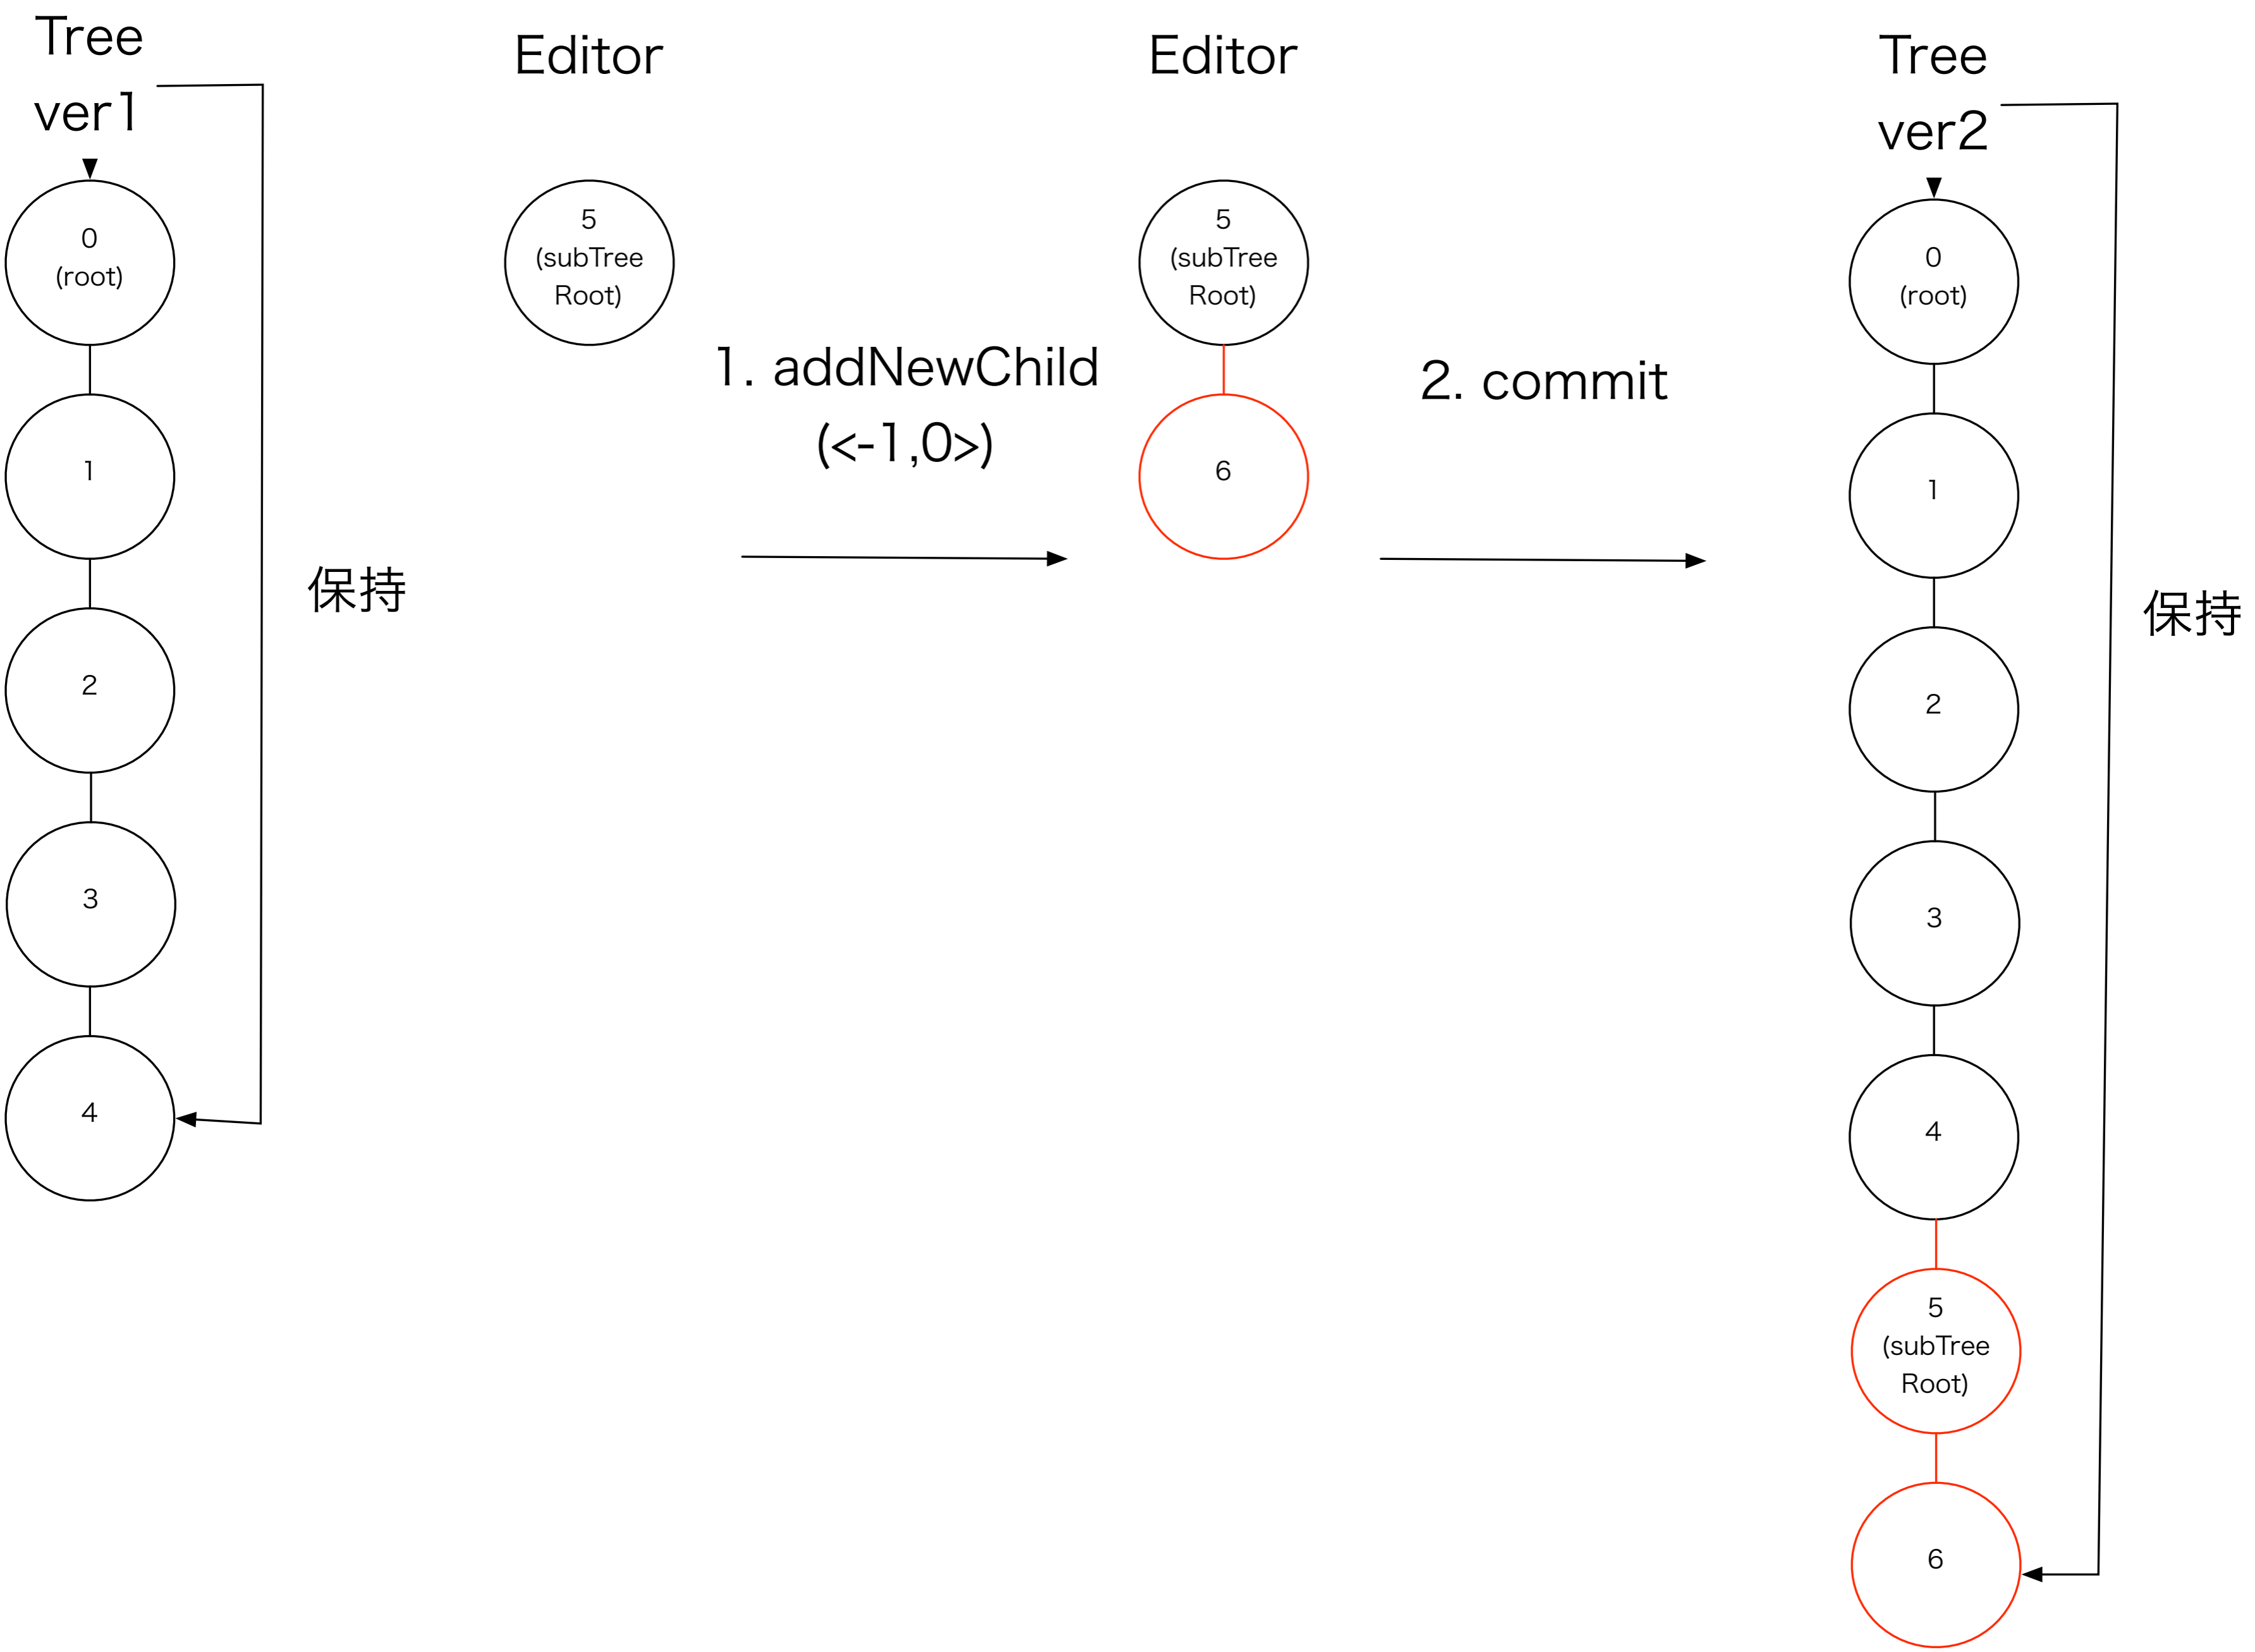 Tree
ver1
0
(root)
1
2
3
4
保持
Editor
5
(subTree
Root)
1. addNewChild
(<-1,0>)
Editor
5
(subTree
Root)
6
2. commit
Tree
ver2
0
(root)
1
2
3
4
5
(subTree
Root)
6
保持